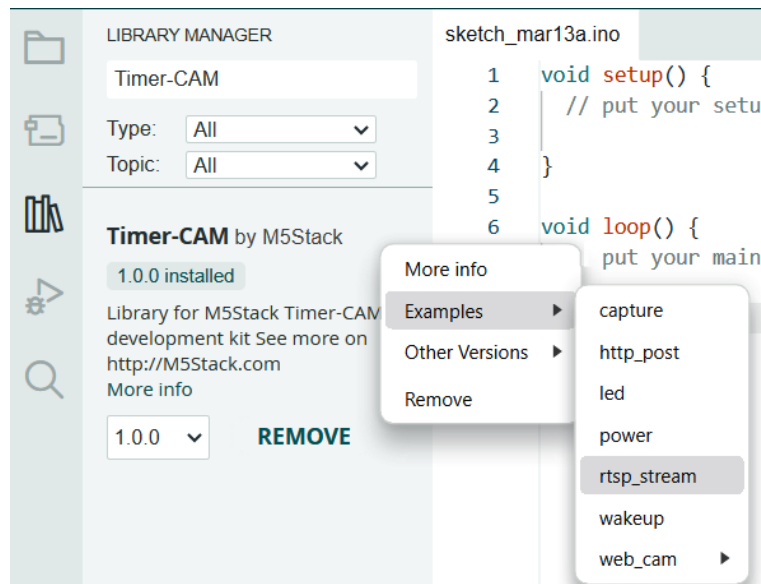 LIBRARY MANAGER
Timer-CAM
Type: All
Topic: All
Timer-CAM by M5Stack
1.0.0 installed
Library for M5Stack Timer-CAM
development kit See more on
http://M5Stack.com
More info
1.0.0 REMOVE
sketch_mar13a.ino
1 void setup() {
2 // put your setu
3
4 }
5
6 void loop() {
put your main
More info
Examples
Other Versions
Remove
capture
http_post
led
power
rtsp_stream
wakeup
web_cam